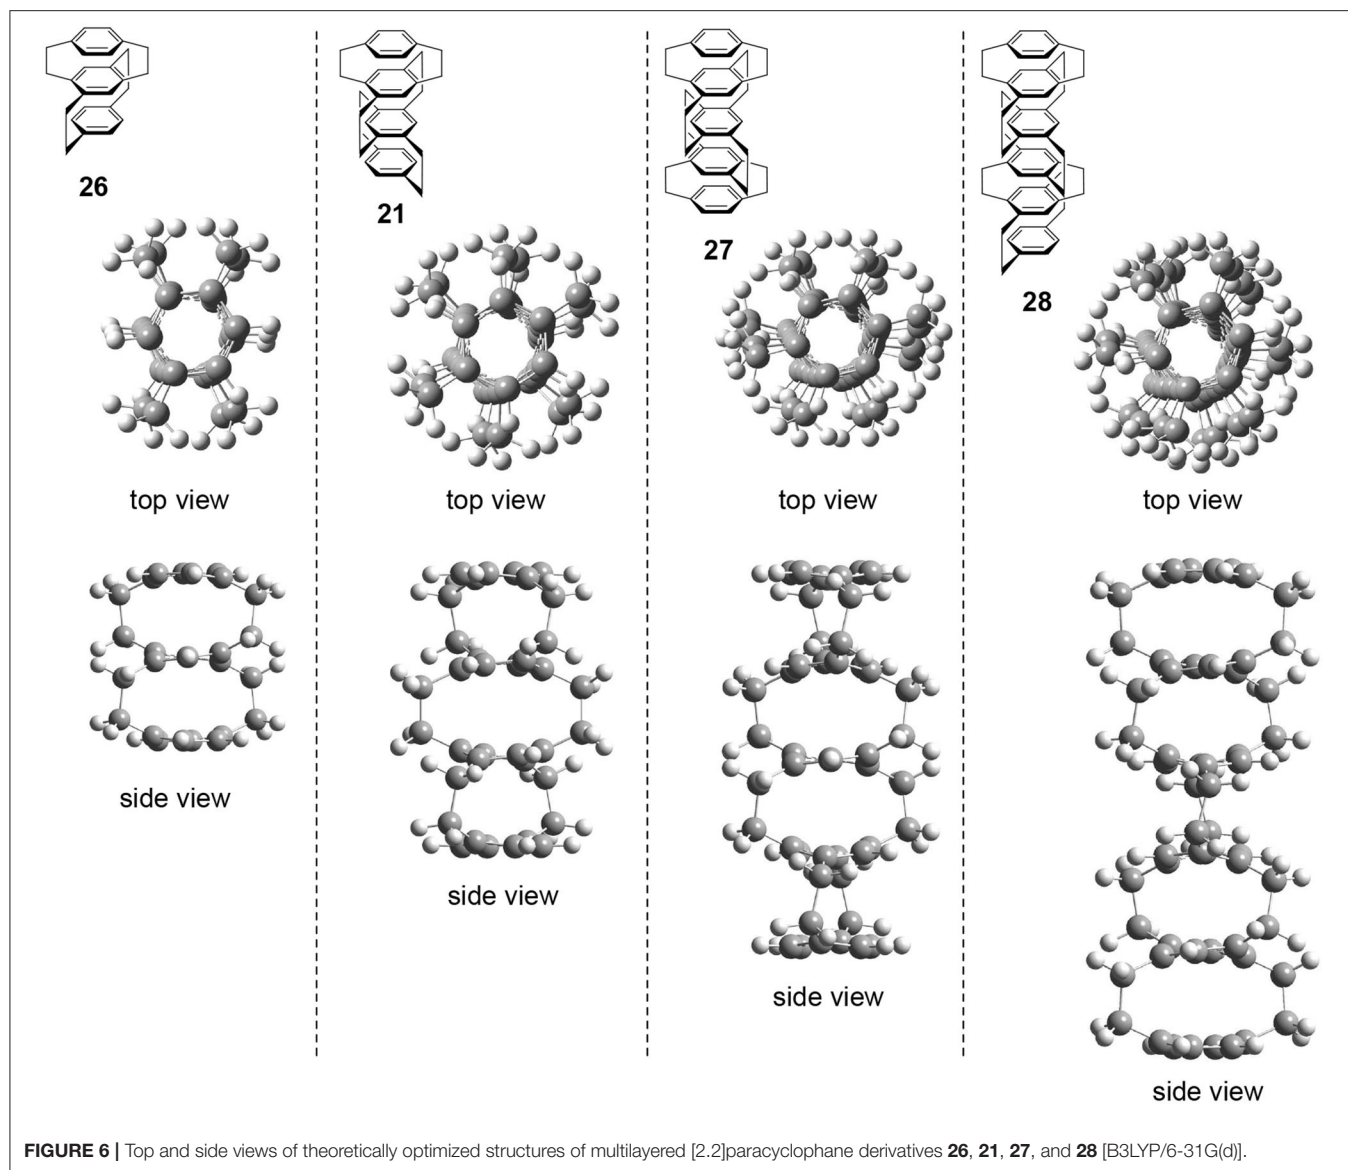 26
21
27
28
top view
top view
top view
top view
side view
side view
side view
side view
FIGURE 6 | Top and side views of theoretically optimized structures of multilayered [2.2]paracyclophane derivatives 26, 21, 27, and 28 [B3LYP/6-31G(d)].